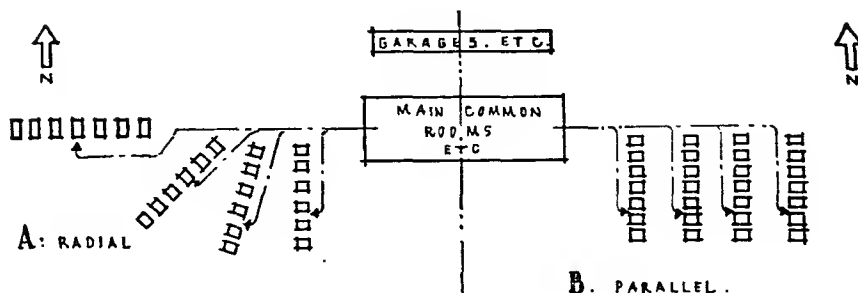 GARAGES. ETC.
N
N
MAIN COMMON
ROOMS
ETC
A: RADIAL
B. PARALLEL.